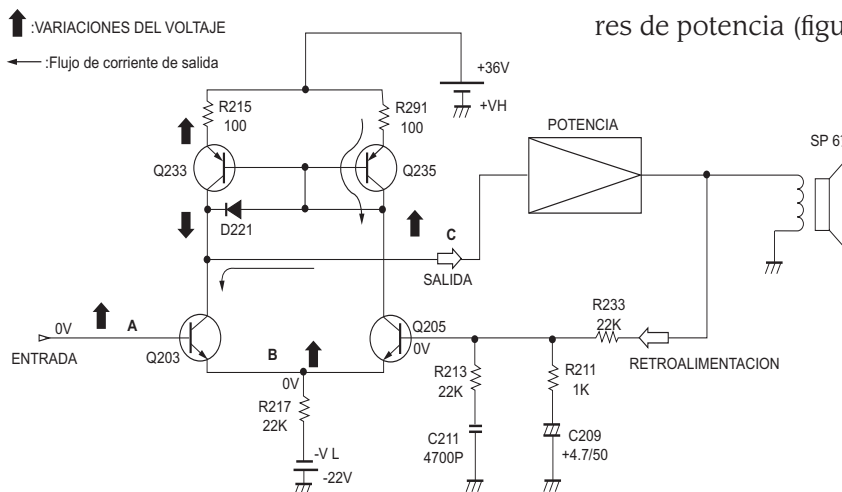 :VARIACIONES DEL VOLTAJE
res de potencia (figu
:Flujo de corriente de salida
+36V
+VH
R215
100
R291
100
POTENCIA
SP 67
Q233
Q235
D221
C
SALIDA
0V
A
ENTRADA
Q203
B
0V
Q205
0V
R233
22K
RETROALIMENTACION
R213
22K
R211
1K
R217
22K
C211
4700P
C209
+4.7/50
-V L
-22V